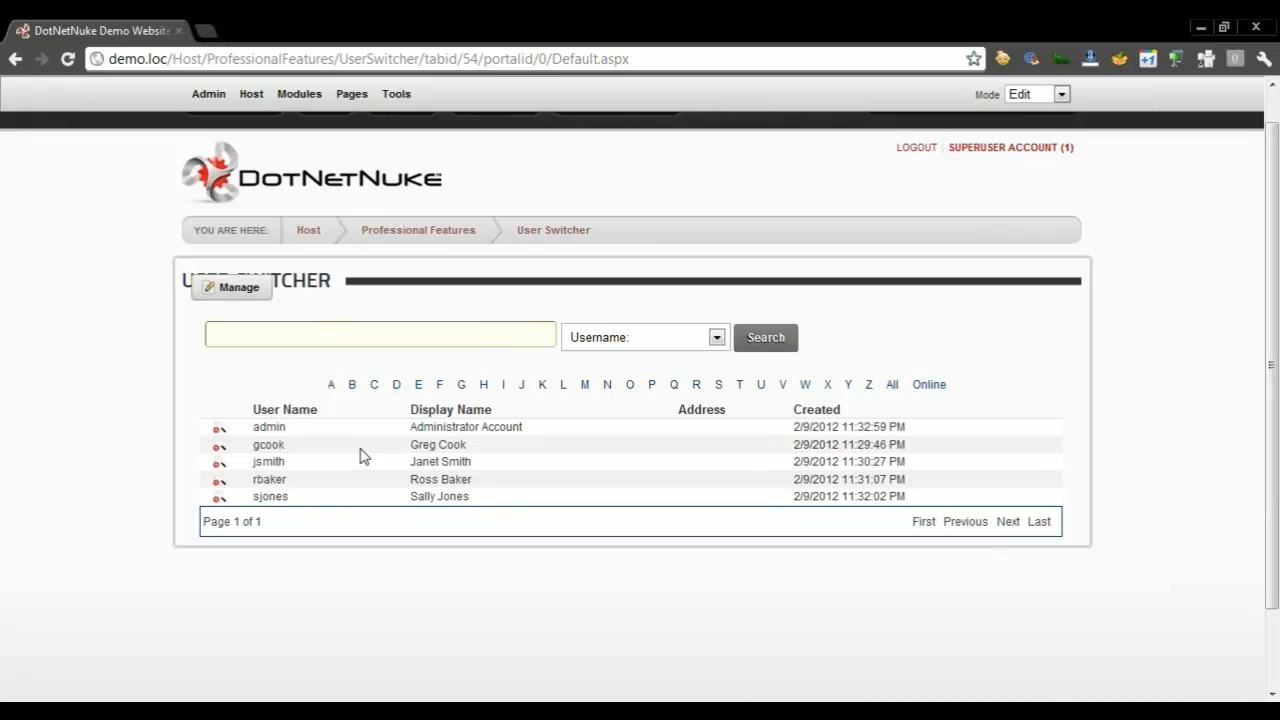 DotNetNuke Demo Website
demo.loc/Host/ProfessionalFeatures/UserSwitcher/tabid/54/portalid/0/Default.aspx
+1
0
Admin Host Modules Pages Tools Mode Edit
LOGOUT | SUPERUSER ACCOUNT (1)
DOTNETNUKE
YOU ARE HERE: Host Professional Features User Switcher
TCHER
Manage
Username: Search
A B C D E F G H I J K L M N O P Q R S T U V W X Y Z All Online
User Name Display Name Address Created
admin Administrator Account 2/9/2012 11:32:59 PM
gcook Greg Cook 2/9/2012 11:29:46 PM
jsmith Janet Smith 2/9/2012 11:30:27 PM
rbaker Ross Baker 2/9/2012 11:31:07 PM
sjones Sally Jones 2/9/2012 11:32:02 PM
Page 1 of 1 First Previous Next Last